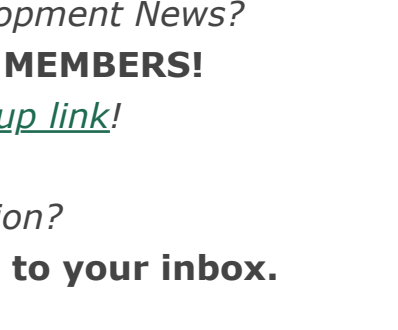 opment News?
MEMBERS!
up link!
ion?
to your inbox.